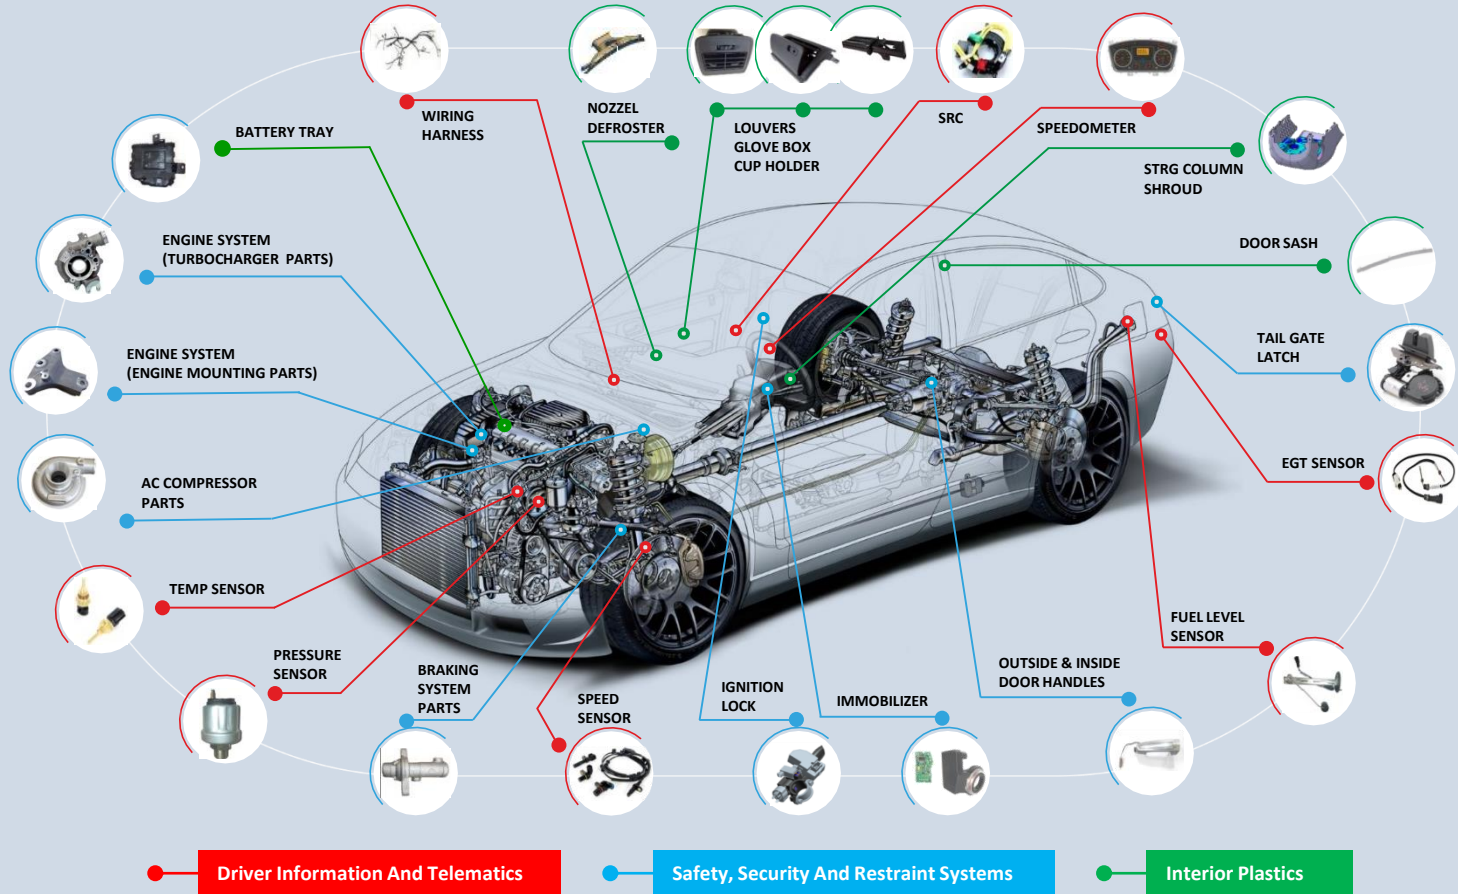 WIRING
HARNESS
NOZZEL
DEFROSTER
LOUVERS
GLOVE BOX
CUP HOLDER
SRC
SPEEDOMETER
BATTERY TRAY
STRG COLUMN
SHROUD
ENGINE SYSTEM
(TURBOCHARGER PARTS)
DOOR SASH
ENGINE SYSTEM
(ENGINE MOUNTING PARTS)
TAIL GATE
LATCH
AC COMPRESSOR
PARTS
EGT SENSOR
TEMP SENSOR
FUEL LEVEL
SENSOR
PRESSURE
SENSOR
BRAKING
SYSTEM
PARTS
SPEED
SENSOR
IGNITION
LOCK
IMMOBILIZER
OUTSIDE & INSIDE
DOOR HANDLES
Driver Information And Telematics
Safety, Security And Restraint Systems
Interior Plastics